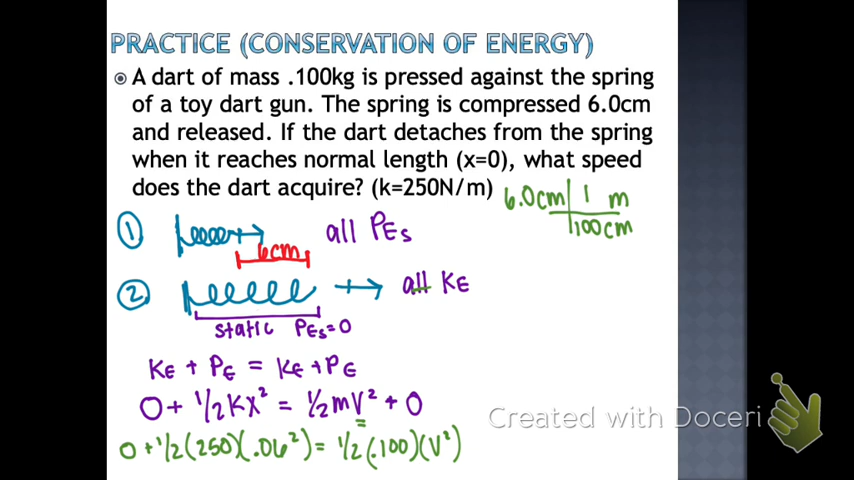 PRACTICE (CONSERVATION OF ENERGY)
A dart of mass .100kg is pressed against the spring
of a toy dart gun. The spring is compressed 6.0cm
and released. If the dart detaches from the spring
when it reaches normal length (x=0), what speed
does the dart acquire? (k=250N/m)
6.0cm | 1 m
100cm
① all PEs
6cm
② all KE
static PEs=0
KE + PE = KE + PE
0 + 1/2 KX² = 1/2 mV² + 0
Created with Doceri
0 + 1/2 (250)(.06²) = 1/2 (.100)(V²)